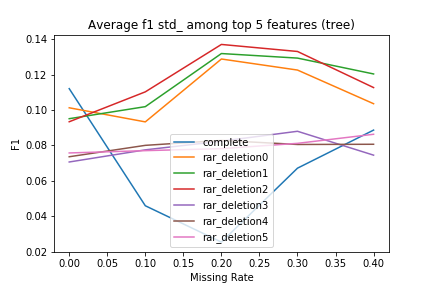 Average f1 std_ among top 5 features (tree)
0.14
0.12
0.10
0.08
0.06
0.04
0.02
F1
complete
rar_deletion0
rar_deletion1
rar_deletion2
rar_deletion3
rar_deletion4
rar_deletion5
0.00 0.05 0.10 0.15 0.20 0.25 0.30 0.35 0.40
Missing Rate